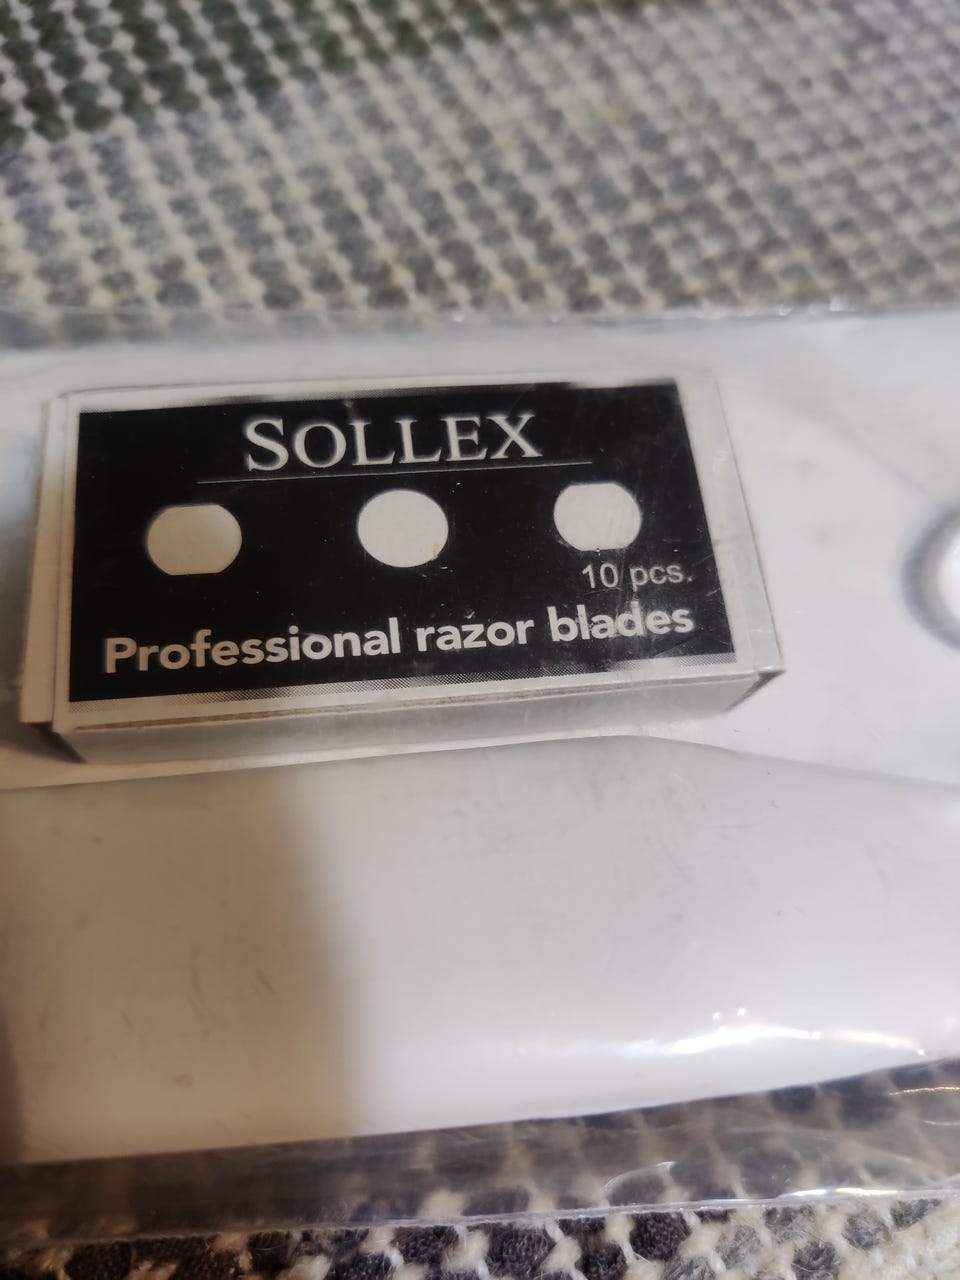 SOLLEX
10 pcs.
Professional razor blades